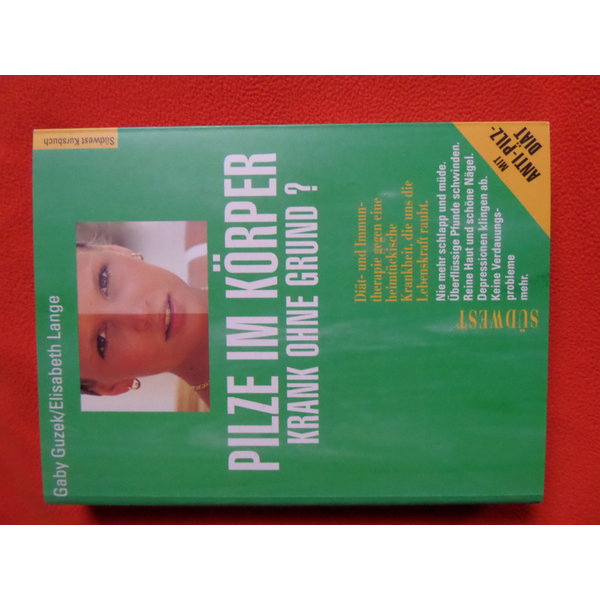 Südwest Kursbuch
Gaby Guzek/Elisabeth Lange
PILZE IM KÖRPER
KRANK OHNE GRUND ?
Diät- und Immun-
therapie gegen eine
heimtückische
Krankheit, die uns die
Lebenskraft raubt.
Nie mehr schlapp und müde.
Überflüssige Pfunde schwinden.
Reine Haut und schöne Nägel.
Depressionen klingen ab.
Keine Verdauungs-
probleme
mehr.
SÜDWEST
MIT
ANTI-PILZ-
DIÄT